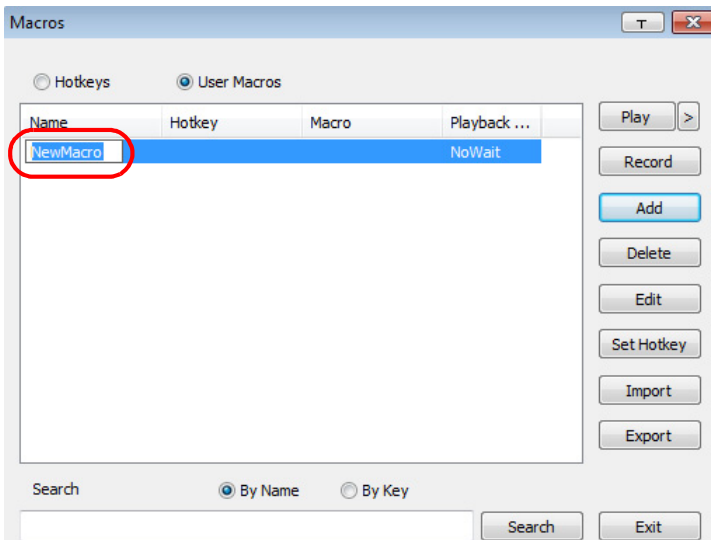 Macros
T
Hotkeys User Macros
Name Hotkey Macro Playback ...
NewMacro NoWait
Play >
Record
Add
Delete
Edit
Set Hotkey
Import
Export
Search By Name By Key
Search Exit